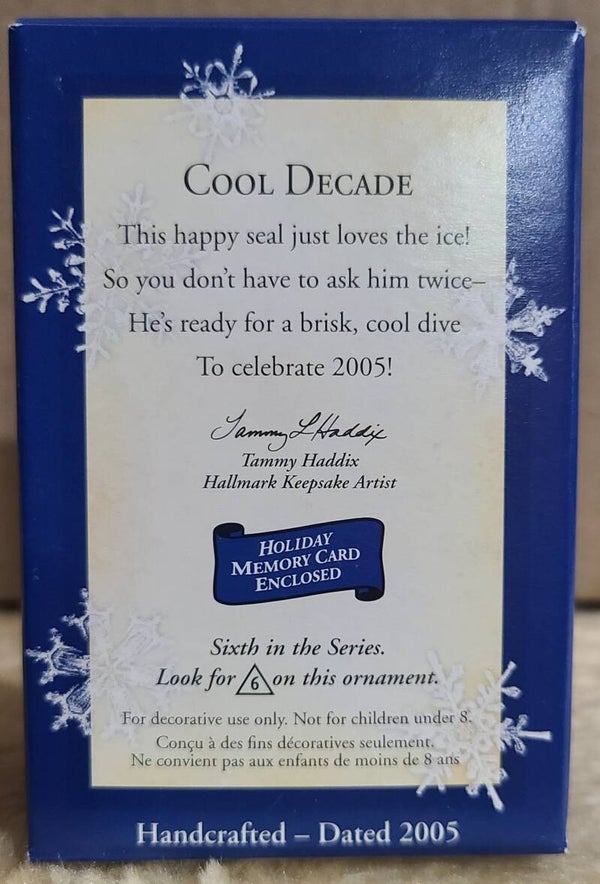 COOL DECADE
This happy seal just loves the ice!
So you don't have to ask him twice–
He's ready for a brisk, cool dive
To celebrate 2005!
Tammy L Haddix
Tammy Haddix
Hallmark Keepsake Artist
HOLIDAY
MEMORY CARD
ENCLOSED
Sixth in the Series.
Look for 6 on this ornament.
For decorative use only. Not for children under 8.
Conçu à des fins décoratives seulement.
Ne convient pas aux enfants de moins de 8 ans
Handcrafted – Dated 2005